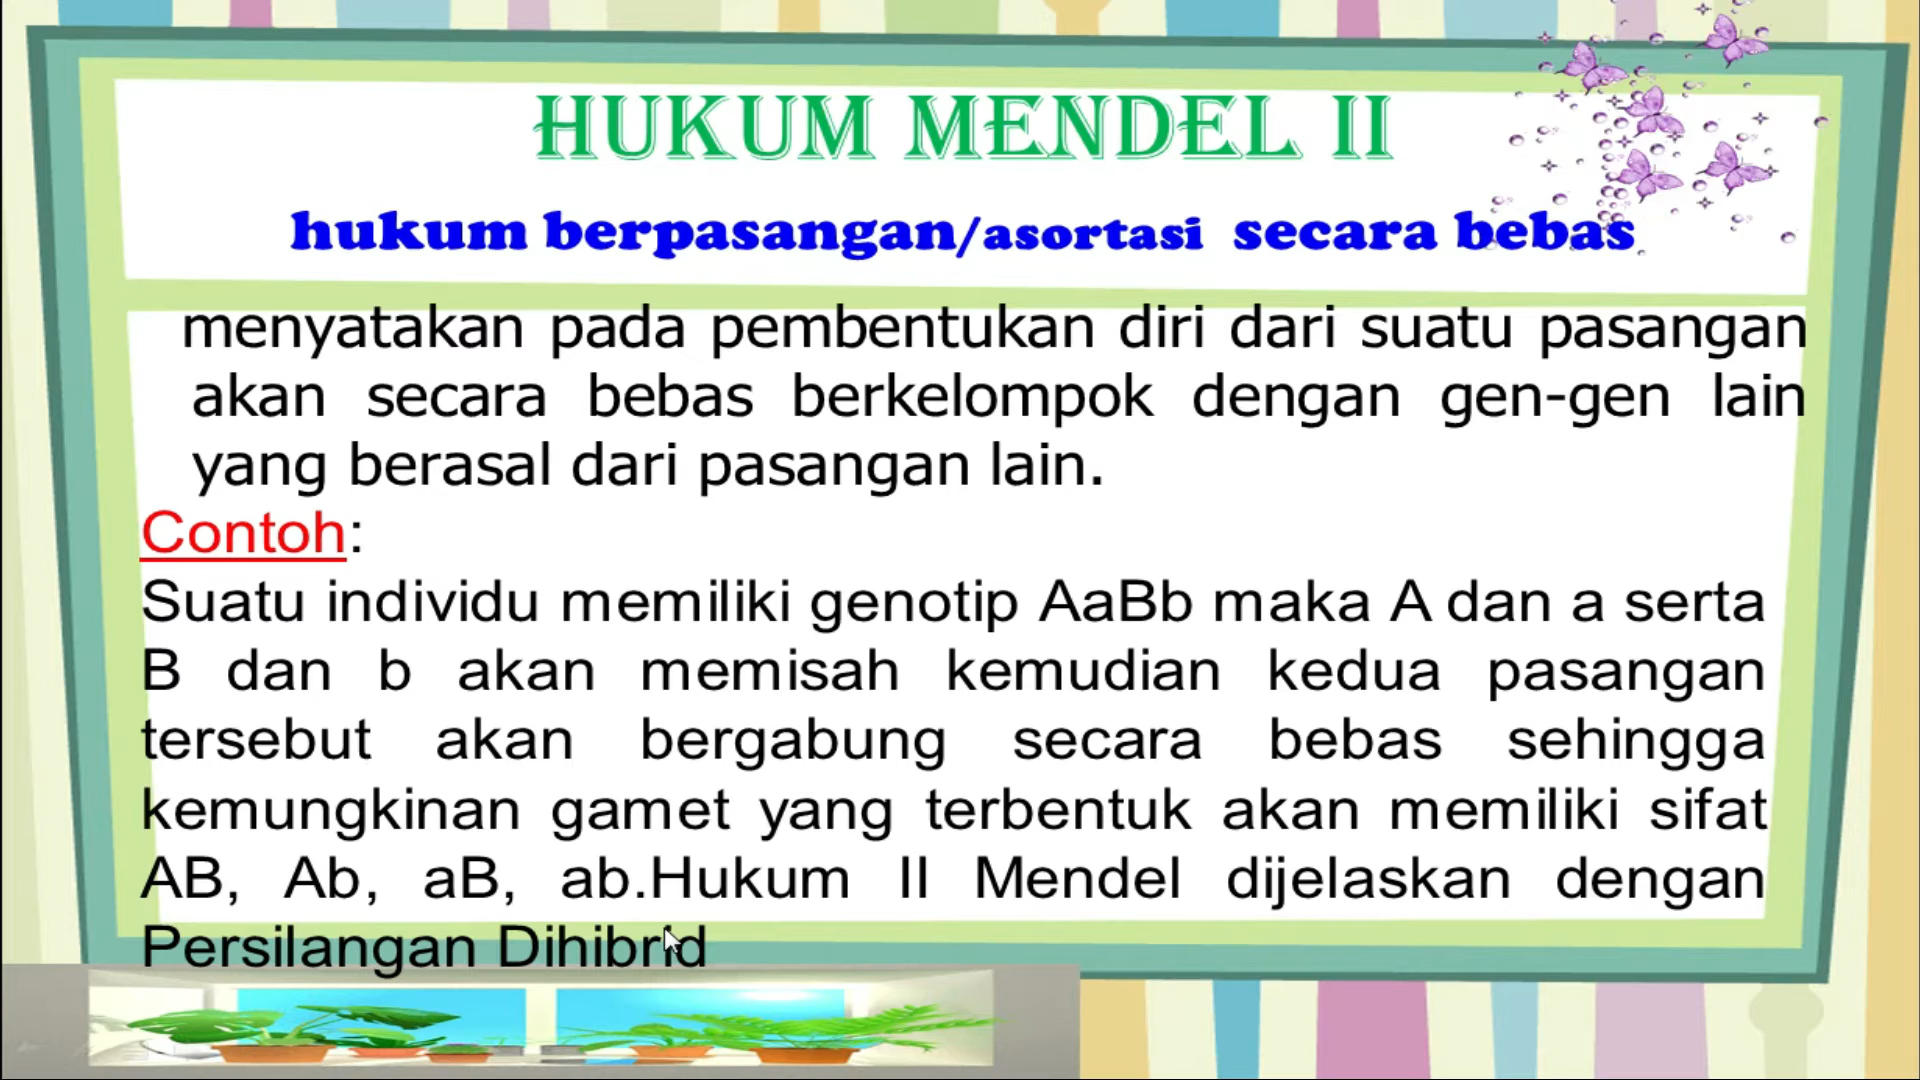 HUKUM MENDEL II
hukum berpasangan/asortasi secara bebas
menyatakan pada pembentukan diri dari suatu pasangan
akan secara bebas berkelompok dengan gen-gen lain
yang berasal dari pasangan lain.
Contoh:
Suatu individu memiliki genotip AaBb maka A dan a serta
B dan b akan memisah kemudian kedua pasangan
tersebut akan bergabung secara bebas sehingga
kemungkinan gamet yang terbentuk akan memiliki sifat
AB, Ab, aB, ab.Hukum II Mendel dijelaskan dengan
Persilangan Dihibrid